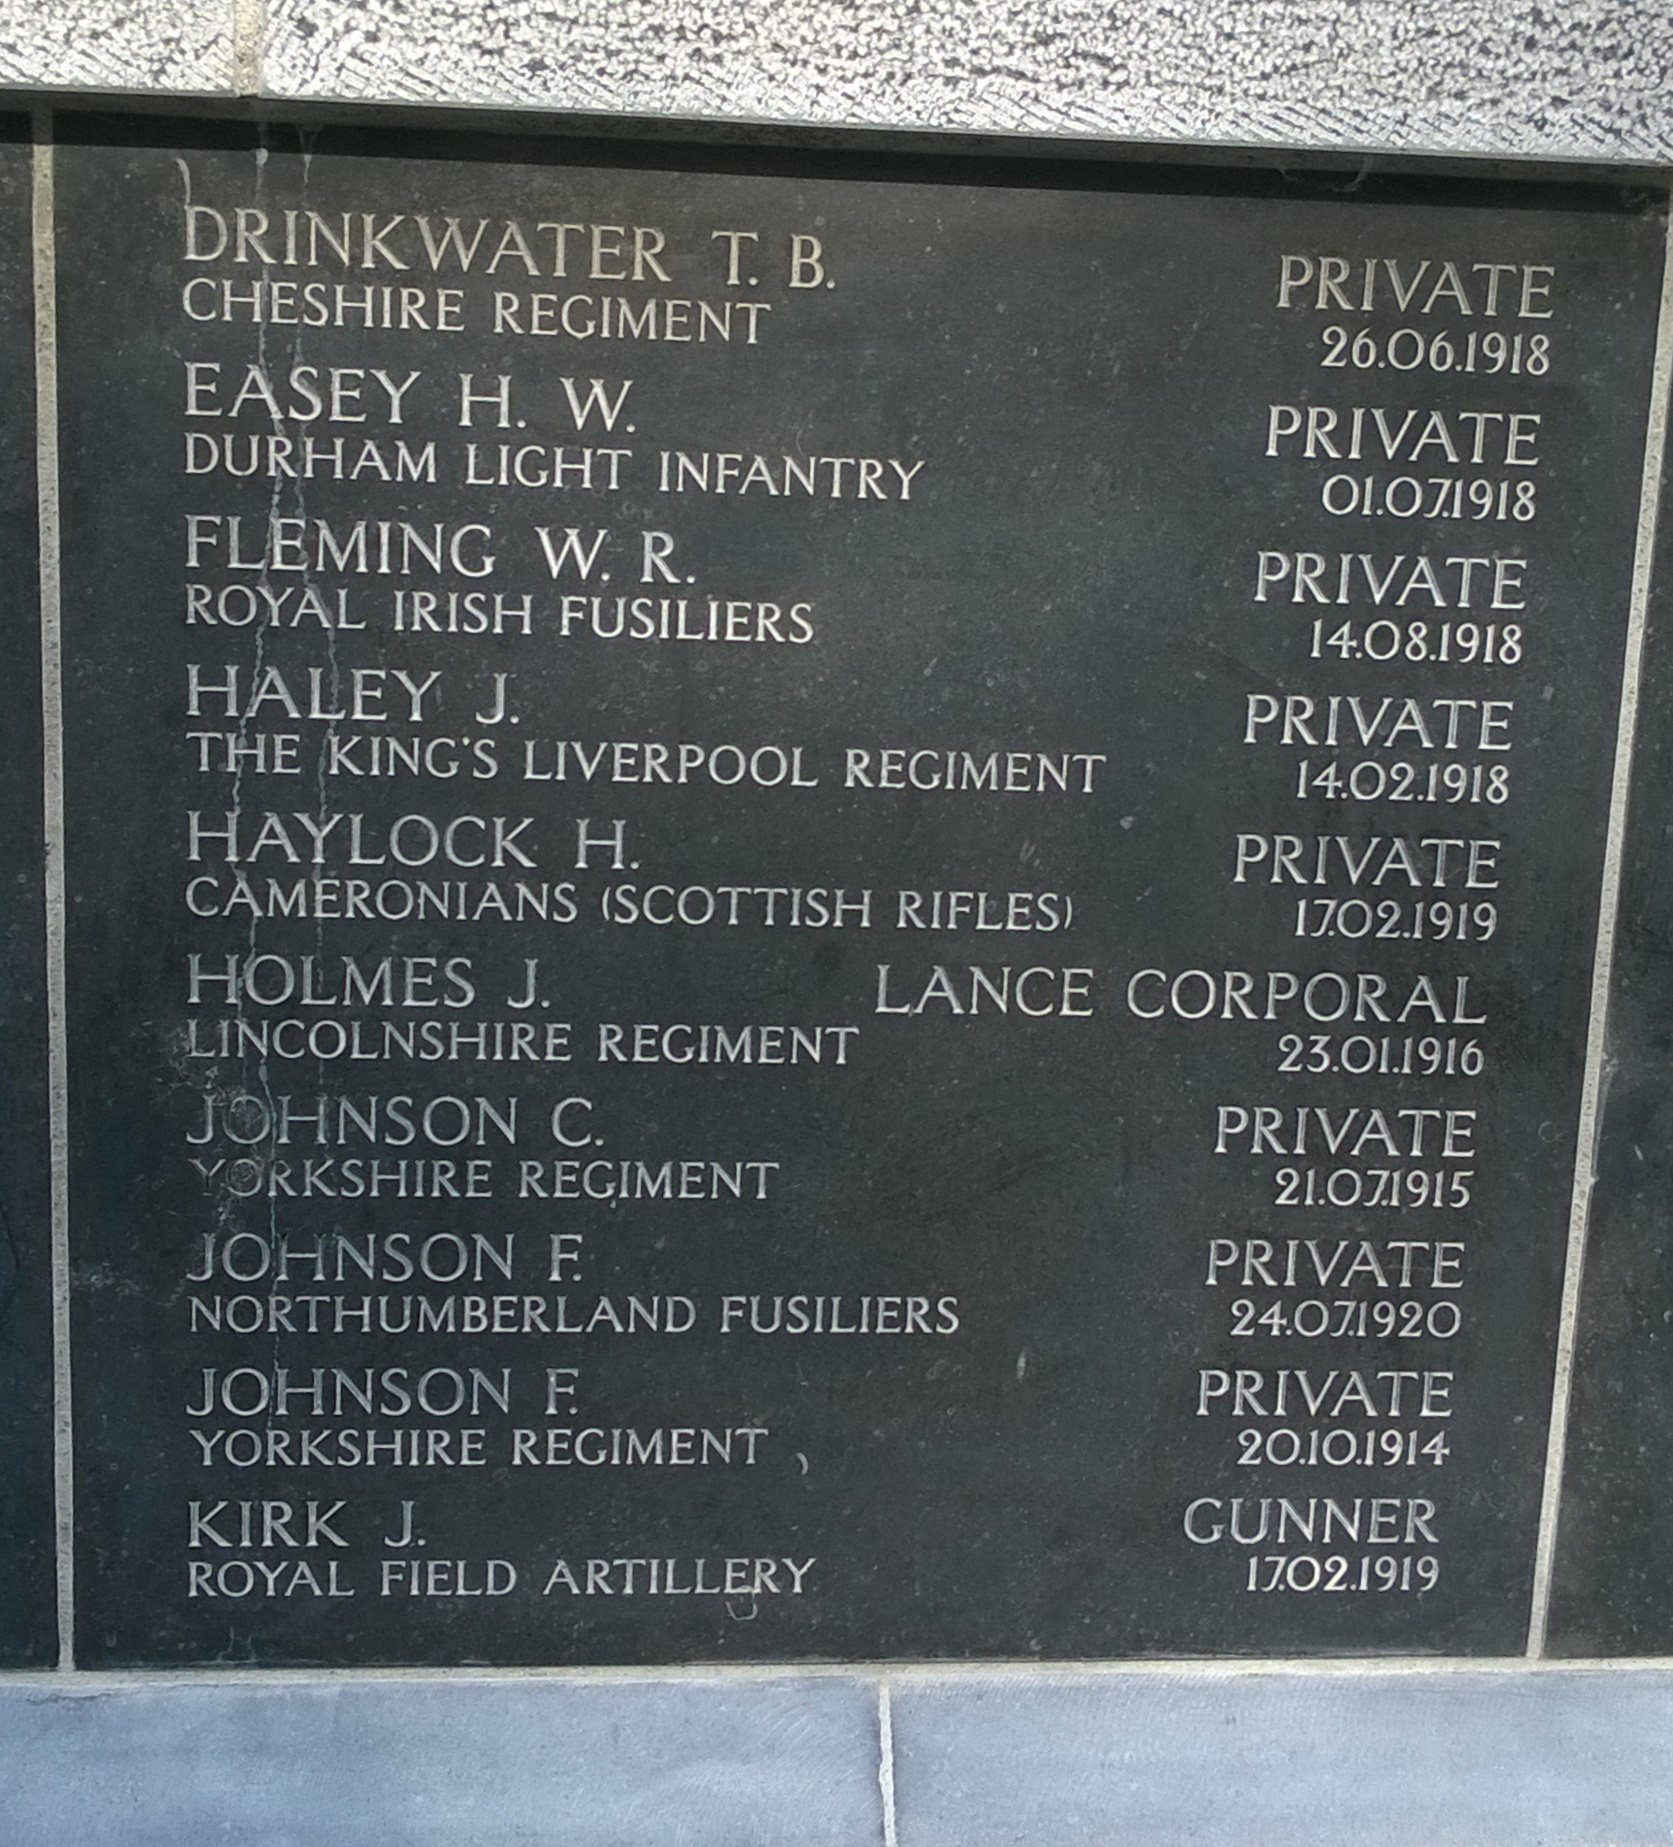 DRINKWATER T. B. PRIVATE
CHESHIRE REGIMENT 26.06.1918
EASEY H. W. PRIVATE
DURHAM LIGHT INFANTRY 01.07.1918
FLEMING W. R. PRIVATE
ROYAL IRISH FUSILIERS 14.08.1918
HALEY J. PRIVATE
THE KING'S LIVERPOOL REGIMENT 14.02.1918
HAYLOCK H. PRIVATE
CAMERONIANS (SCOTTISH RIFLES) 17.02.1919
HOLMES J. LANCE CORPORAL
LINCOLNSHIRE REGIMENT 23.01.1916
JOHNSON C. PRIVATE
YORKSHIRE REGIMENT 21.07.1915
JOHNSON F. PRIVATE
NORTHUMBERLAND FUSILIERS 24.07.1920
JOHNSON F. PRIVATE
YORKSHIRE REGIMENT 20.10.1914
KIRK J. GUNNER
ROYAL FIELD ARTILLERY 17.02.1919